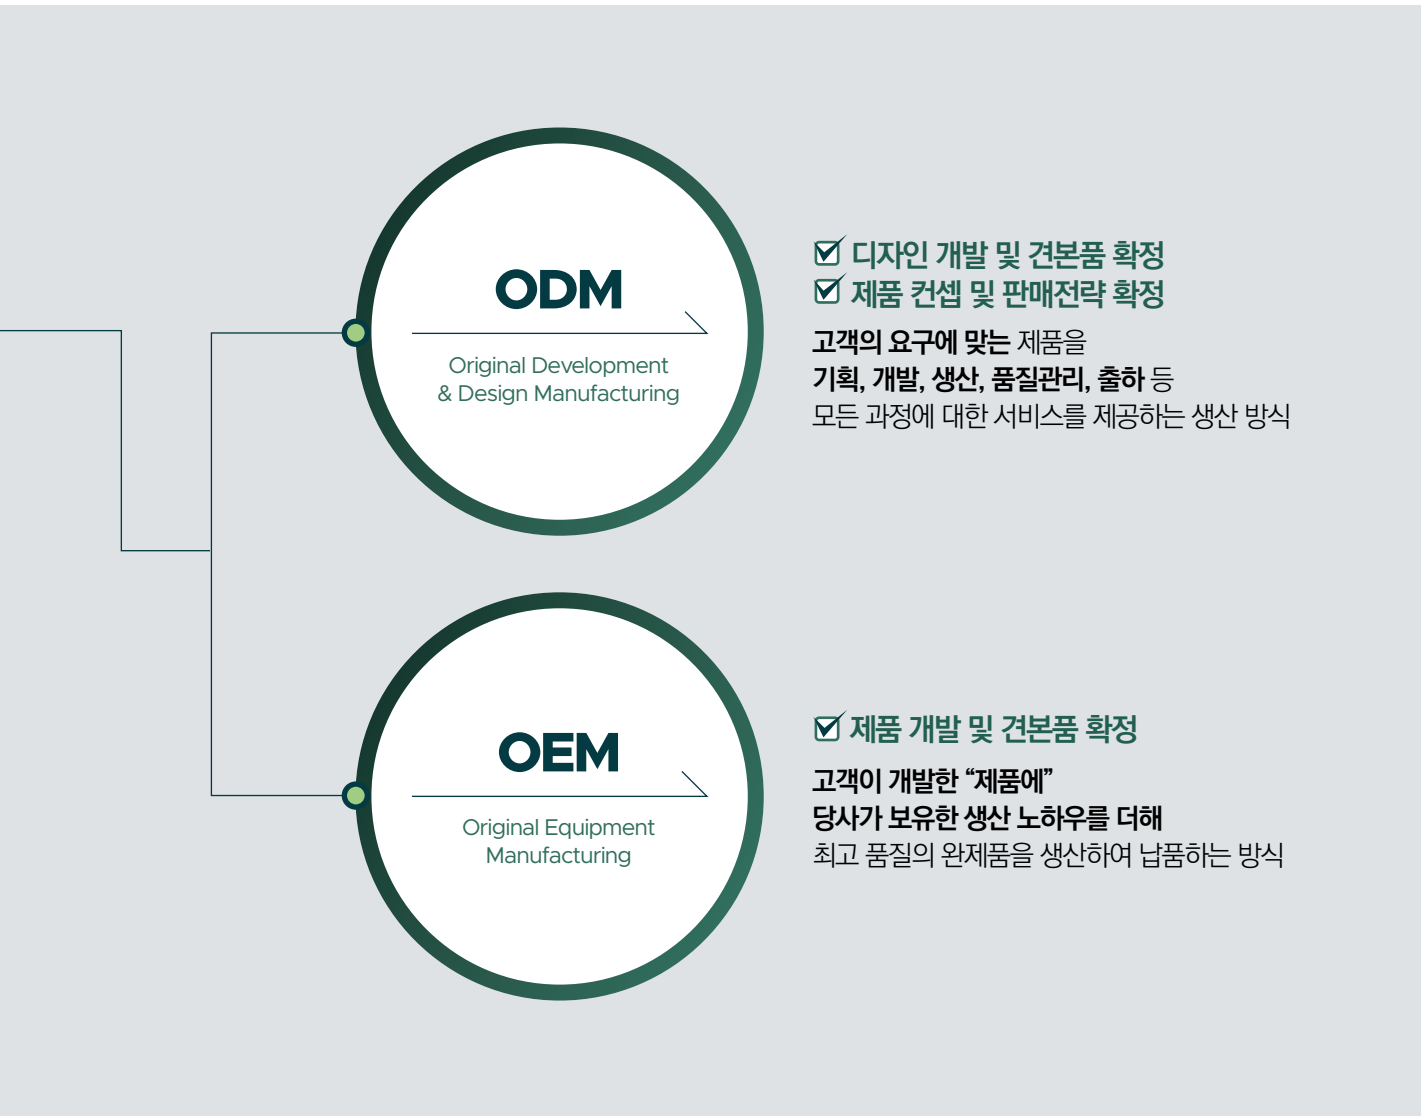 ODM
Original Development
& Design Manufacturing
디자인 개발 및 견본품 확정
제품 컨셉 및 판매전략 확정
고객의 요구에 맞는 제품을
기획, 개발, 생산, 품질관리, 출하 등
모든 과정에 대한 서비스를 제공하는 생산 방식
OEM
Original Equipment
Manufacturing
제품 개발 및 견본품 확정
고객이 개발한 “제품에”
당사가 보유한 생산 노하우를 더해
최고 품질의 완제품을 생산하여 납품하는 방식